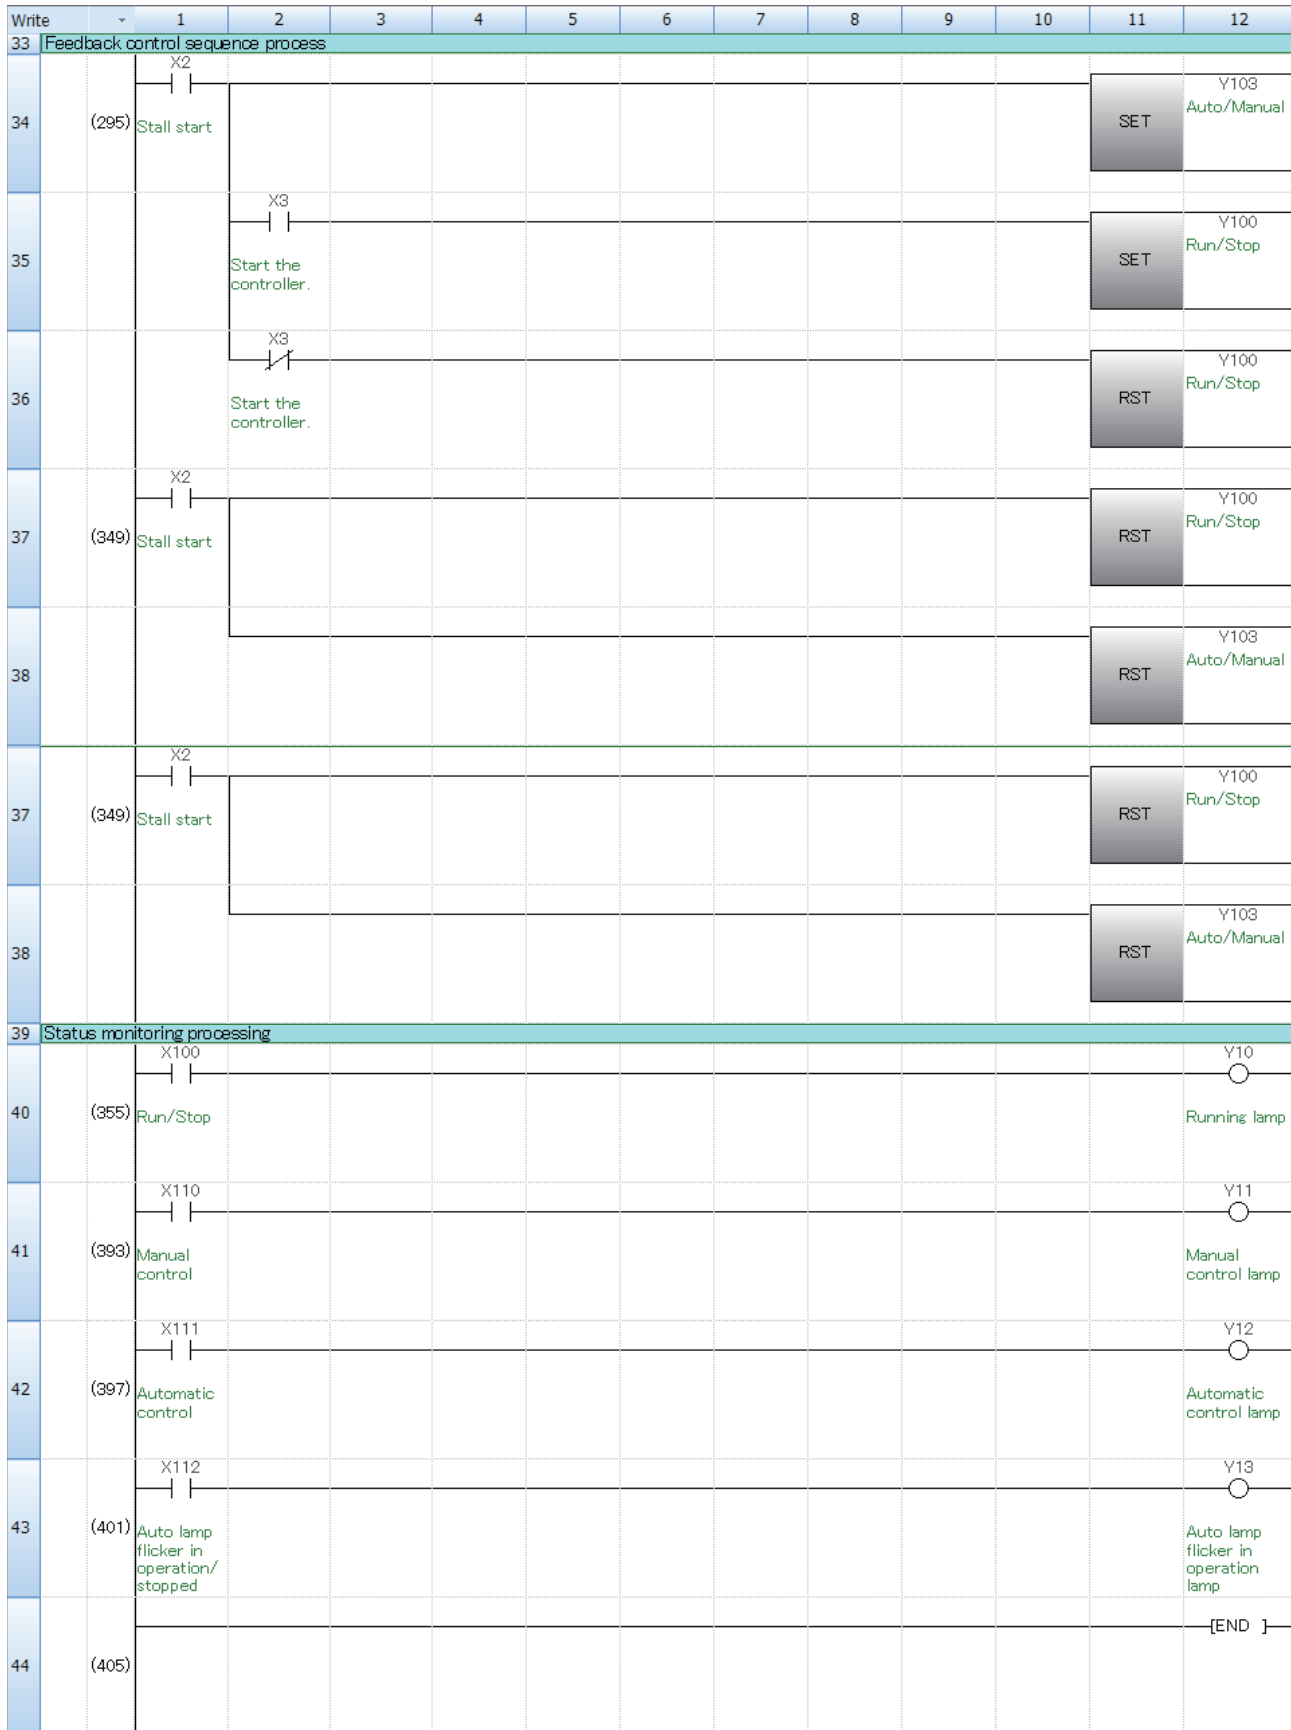 Write 1 2 3 4 5 6 7 8 9 10 11 12
33 Feedback control sequence process
X2 Y103
34 (295) Stall start SET Auto/Manual
X3 Y100
35 Start the SET Run/Stop
controller.
X3 Y100
36 Start the RST Run/Stop
controller.
X2 Y100
37 (349) Stall start RST Run/Stop
Y103
38 RST Auto/Manual
X2 Y100
37 (349) Stall start RST Run/Stop
Y103
38 RST Auto/Manual
39 Status monitoring processing
X100 Y10
40 (355) Run/Stop Running lamp
X110 Y11
41 (393) Manual Manual
control control lamp
X111 Y12
42 (397) Automatic Automatic
control control lamp
X112 Y13
43 (401) Auto lamp Auto lamp
flicker in flicker in
operation/ operation
stopped lamp
[END ]
44 (405)